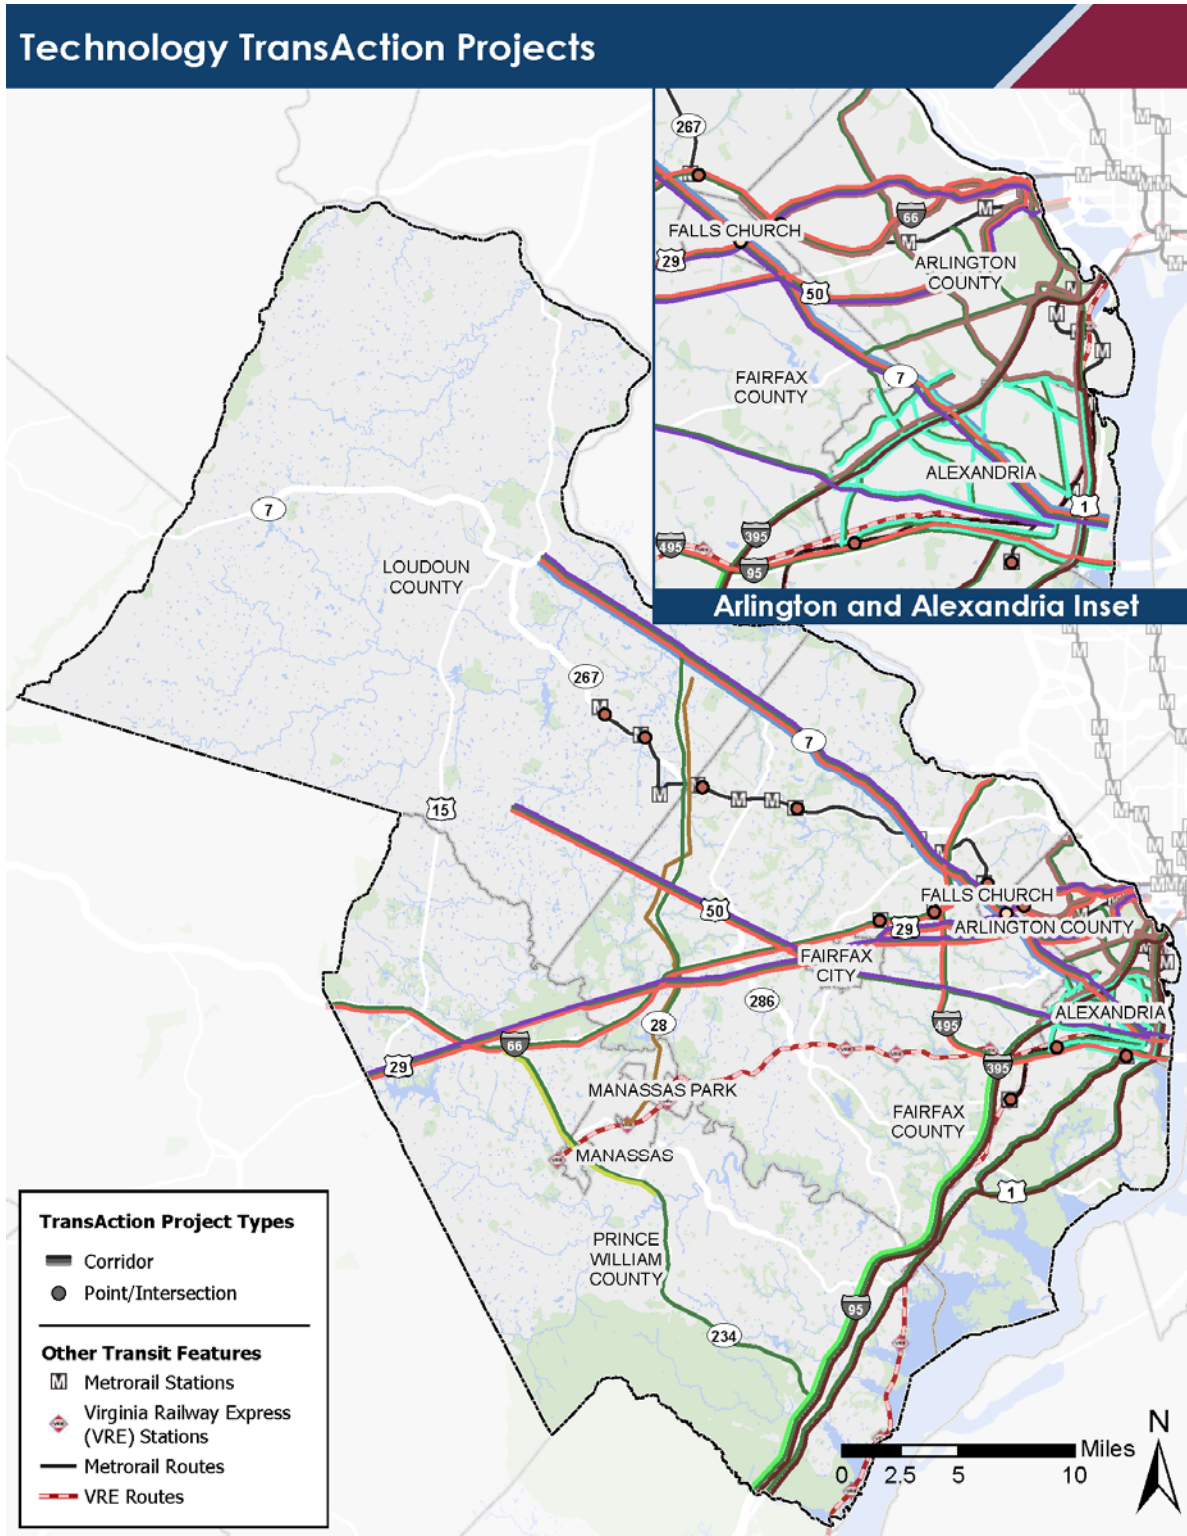 Technology TransAction Projects
267
FALLS CHURCH
66
29
ARLINGTON
COUNTY
50
FAIRFAX
COUNTY
7
ALEXANDRIA
1
395
495
95
Arlington and Alexandria Inset
7
LOUDOUN
COUNTY
267
7
15
50
FALLS CHURCH
29
ARLINGTON COUNTY
FAIRFAX
CITY
286
495
ALEXANDRIA
28
66
29
395
MANASSAS PARK
FAIRFAX
COUNTY
MANASSAS
1
PRINCE
WILLIAM
COUNTY
95
234
TransAction Project Types
Corridor
Point/Intersection
Other Transit Features
M Metrorail Stations
VRE Virginia Railway Express
(VRE) Stations
Metrorail Routes
VRE Routes
N
Miles
0 2.5 5 10